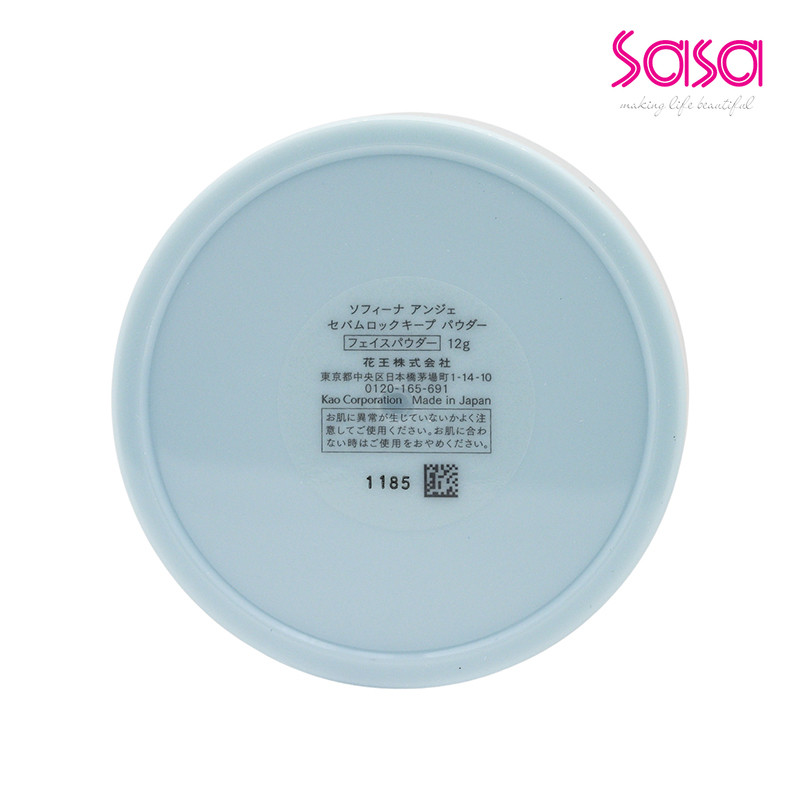 sasa
making life beautiful
ソフィーナ アンジェ
セバムロックキープ パウダー
フェイスパウダー 12g
花王株式会社
東京都中央区日本橋茅場町1-14-10
0120-165-691
Kao Corporation Made in Japan
お肌に異常が生じていないかよく注
意してご使用ください。お肌に合わ
ない時はご使用をおやめください。
1185